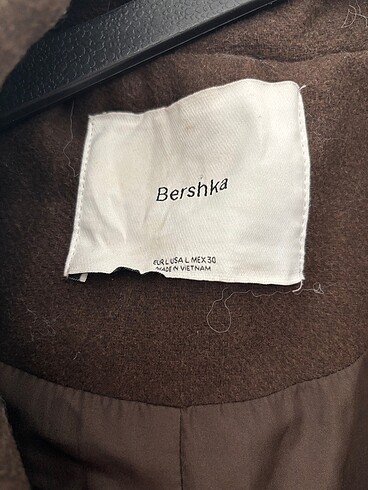 Bershka
EUR L USA L MEX 30
MADE IN VIETNAM